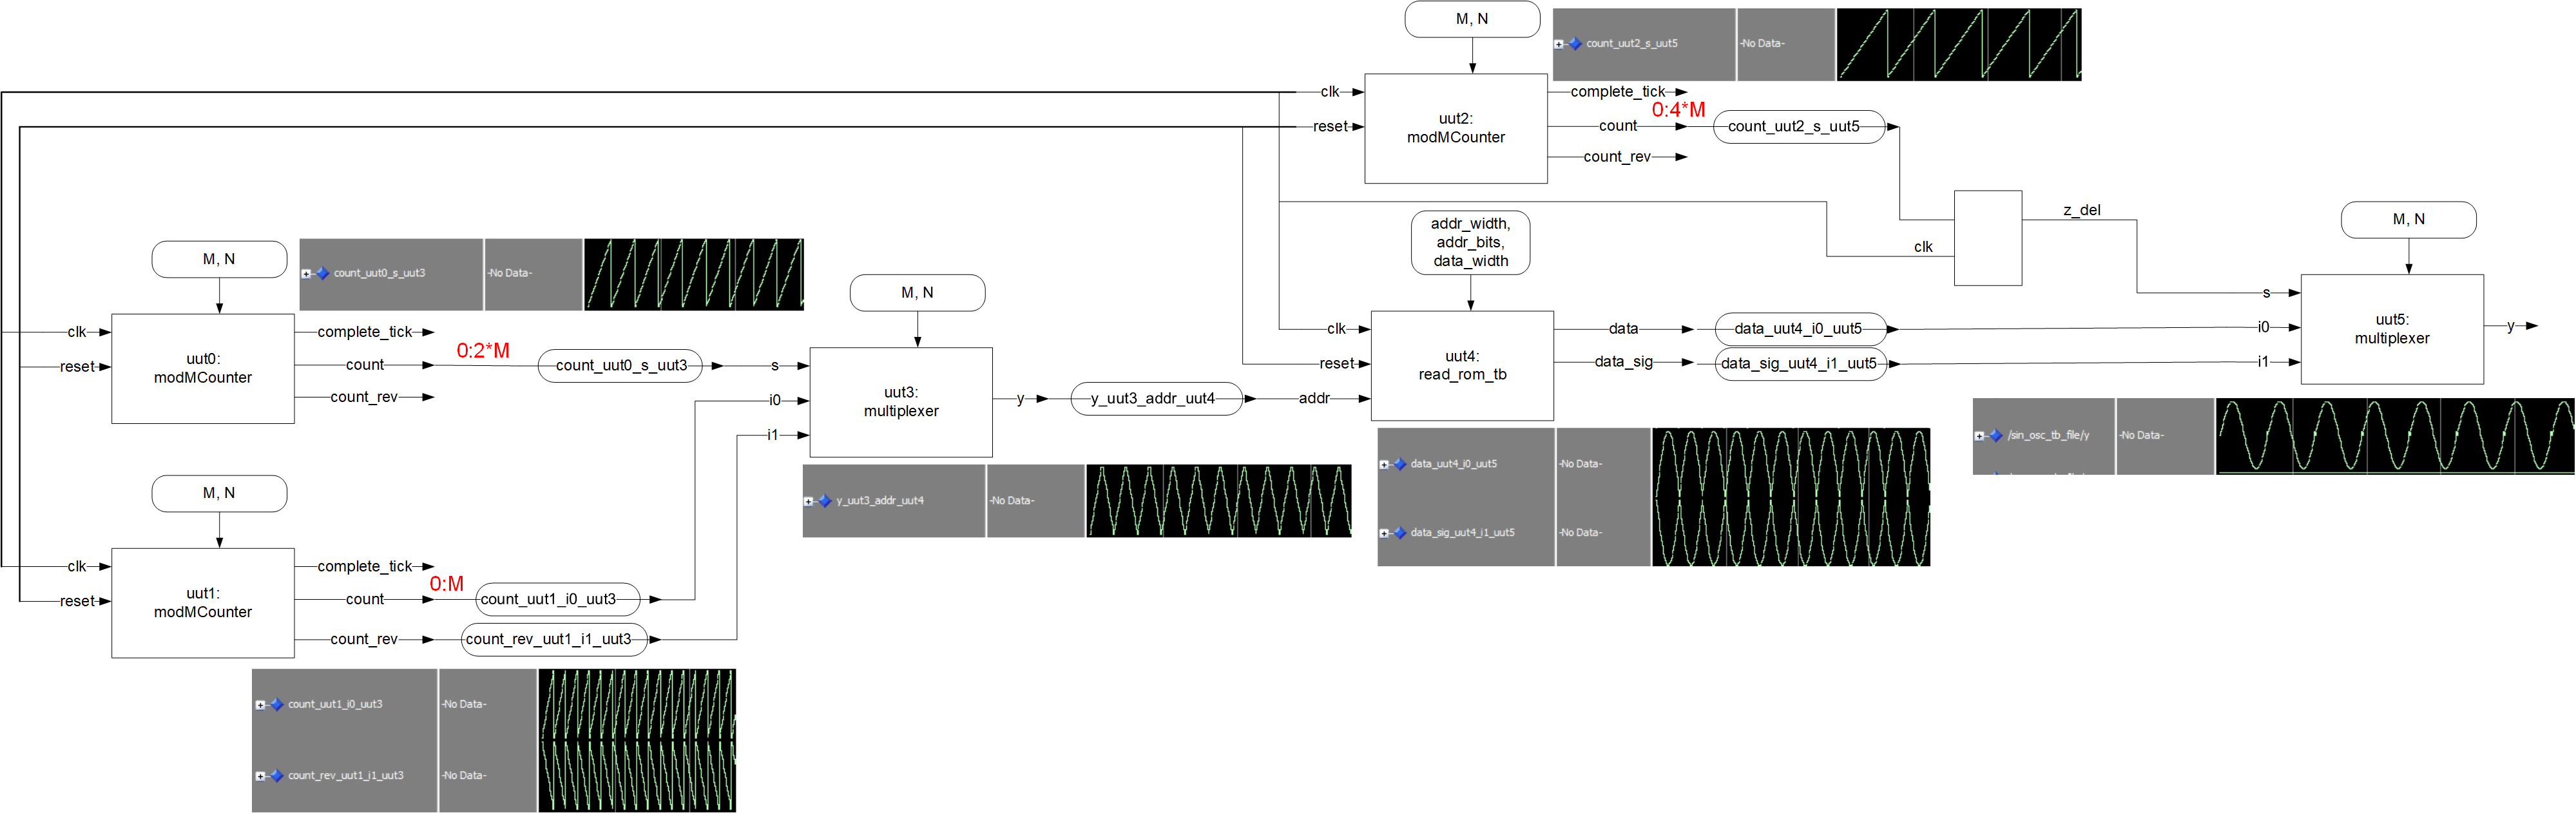 M, N
count_uut2_s_uut5
-No Data-
clk
complete_tick
0:4*M
uut2:
modMCounter
reset
count
count_uut2_s_uut5
count_rev
z_del
clk
M, N
addr_width,
addr_bits,
data_width
M, N
count_uut0_s_uut3
-No Data-
M, N
clk
complete_tick
uut0:
modMCounter
0:2*M
reset
count
count_uut0_s_uut3
count_rev
s
i0
i1
uut3:
multiplexer
y
y_uut3_addr_uut4
clk
reset
addr
uut4:
read_rom_tb
data
data_uut4_i0_uut5
data_sig
data_sig_uut4_i1_uut5
s
i0
i1
uut5:
multiplexer
y
/sin_osc_tb_file/y
-No Data-
y_uut3_addr_uut4
-No Data-
data_uut4_i0_uut5
-No Data-
data_sig_uut4_i1_uut5
-No Data-
M, N
clk
complete_tick
uut1:
modMCounter
0:M
reset
count
count_uut1_i0_uut3
count_rev
count_rev_uut1_i1_uut3
count_uut1_i0_uut3
-No Data-
count_rev_uut1_i1_uut3
-No Data-